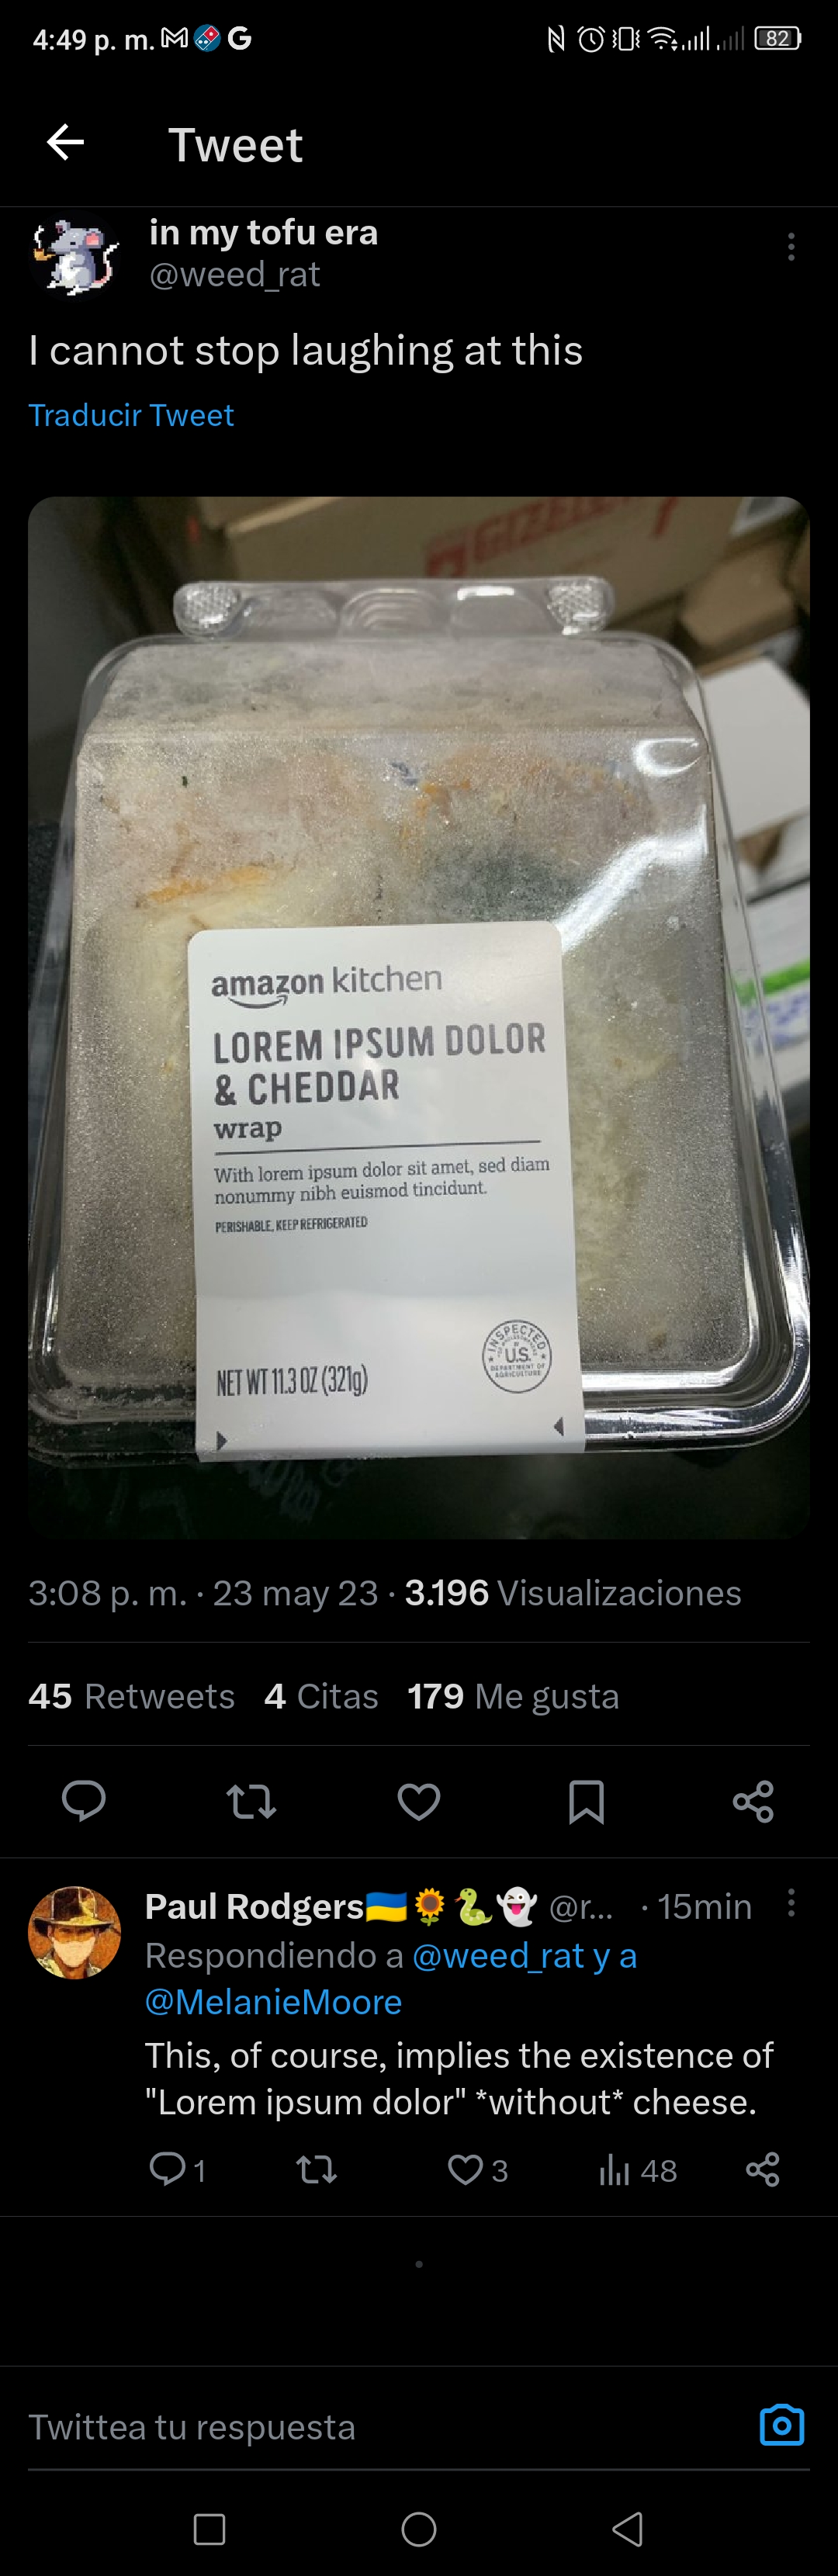 4:49 p. m.
82
Tweet
in my tofu era
@weed_rat
I cannot stop laughing at this
Traducir Tweet
amazon kitchen
LOREM IPSUM DOLOR
& CHEDDAR
wrap
With lorem ipsum dolor sit amet, sed diam
nonummy nibh euismod tincidunt.
PERISHABLE, KEEP REFRIGERATED
NET WT 11.3 OZ (321g)
INSPECTED
U.S.
DEPARTMENT OF
AGRICULTURE
3:08 p. m. · 23 may 23 · 3.196 Visualizaciones
45 Retweets 4 Citas 179 Me gusta
Paul Rodgers🇺🇦🌻🐍👻 @r... · 15min
Respondiendo a @weed_rat y a
@MelanieMoore
This, of course, implies the existence of
"Lorem ipsum dolor" *without* cheese.
1 3 48
Twittea tu respuesta